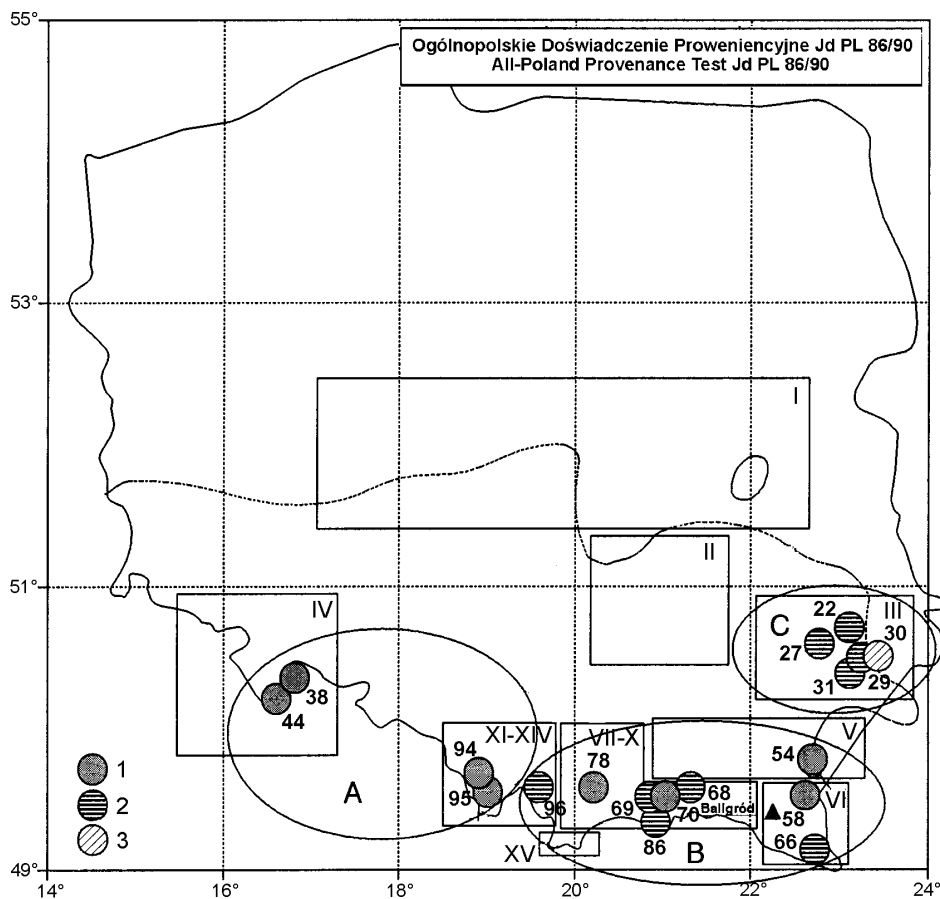 55°
Ogólnopolskie Doświadczenie Proweniencyjne Jd PL 86/90
All-Poland Provenance Test Jd PL 86/90
53°
I
II
51°
IV
III
22
C
30
27
38
31
29
44
XI-XIV
VII-X
V
94
78
54
A
1
95
96
69
68
VI
2
70
Baligród
58
86
66
3
XV
B
49°
14°
16°
18°
20°
22°
24°